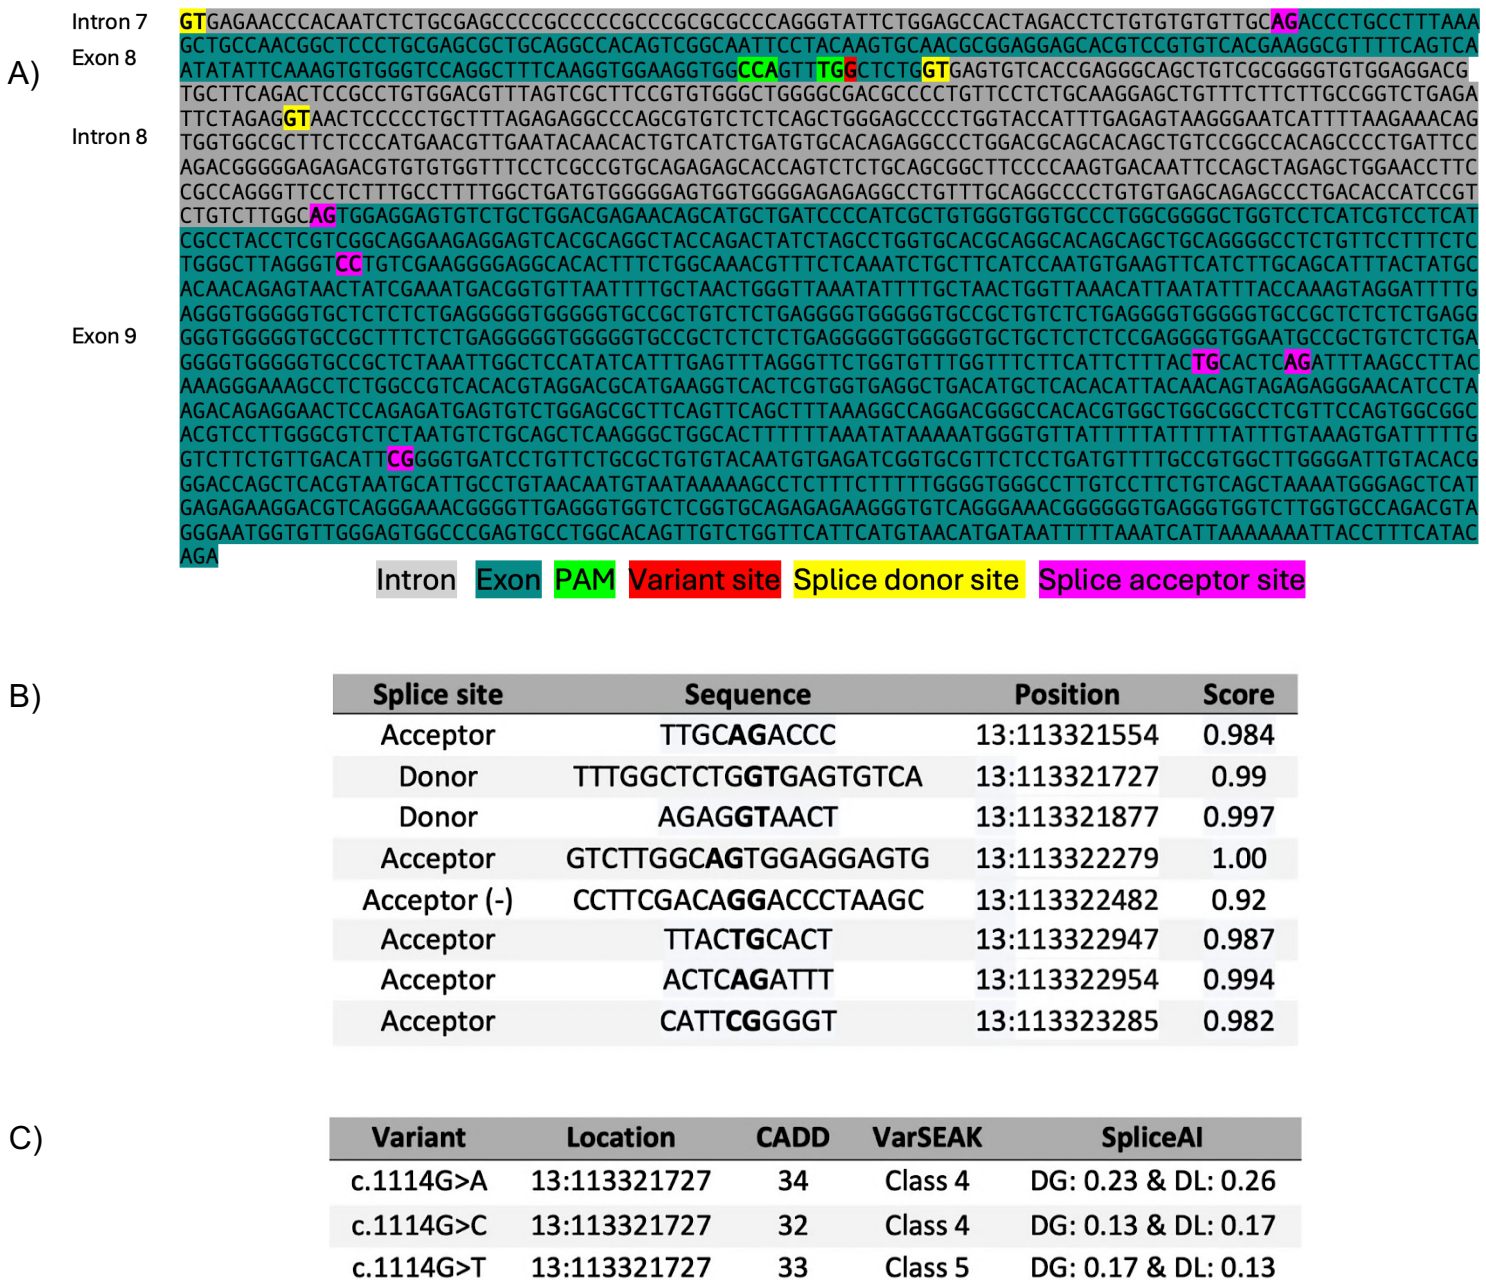 A)
Intron 7
Exon 8
Intron 8
Exon 9
GTGAGAACCCACAATCTCTGCGAGCCCCGCCCCCGCCCGCGCGCCCAGGGTATTCTGGAGCCACTAGACCTCTGTGTGTGTTGCAGACCCTGCCTTTAAA
GCTGCCAACGGCTCCCTGCGAGCGCTGCAGGCCACAGTCGGCAATTCCTACAAGTGCAACGCGGAGGAGCACGTCCGTGTCACGAAGGCGTTTTCAGTCA
ATATATTCAAAGTGTGGGTCCAGGCTTTCAAGGTGGAAGGTGGCCAGTTTGGGCTCTGGTGAGTGTCACCGAGGGCAGCTGTCGCGGGGTGTGGAGGACG
TGCTTCAGACTCCGCCTGTGGACGTTTAGTCGCTTCCGTGTGGGCTGGGGCGACGCCCCTGTTCCTCTGCAAGGAGCTGTTTCTTCTTGCCGGTCTGAGA
TTCTAGAGGTAACTCCCCCTGCTTTAGAGAGGCCCAGCGTGTCTCTCAGCTGGGAGCCCCTGGTACCATTTGAGAGTAAGGGAATCATTTTAAGAAACAG
TGGTGGCGCTTCTCCCATGAACGTTGAATACAACACTGTCATCTGATGTGCACAGAGGCCCTGGACGCAGCACAGCTGTCCGGCCACAGCCCCTGATTCC
AGACGGGGGAGAGACGTGTGTGGTTTCCTCGCCGTGCAGAGAGCACCAGTCTCTGCAGCGGCTTCCCCAAGTGACAATTCCAGCTAGAGCTGGAACCTTC
CGCCAGGGTTCCTCTTTGCCTTTTGGCTGATGTGGGGGAGTGGTGGGGAGAGAGGCCTGTTTGCAGGCCCCTGTGTGAGCAGAGCCCTGACACCATCCGT
CTGTCTTGGCAGTGGAGGAGTGTCTGCTGGACGAGAACAGCATGCTGATCCCCATCGCTGTGGGTGGTGCCCTGGCGGGGCTGGTCCTCATCGTCCTCAT
CGCCTACCTCGTCGGCAGGAAGAGGAGTCACGCAGGCTACCAGACTATCTAGCCTGGTGCACGCAGGCACAGCAGCTGCAGGGGCCTCTGTTCCTTTCTC
TGGGCTTAGGGTCCTGTCGAAGGGGAGGCACACTTTCTGGCAAACGTTTCTCAAATCTGCTTCATCCAATGTGAAGTTCATCTTGCAGCATTTACTATGC
ACAACAGAGTAACTATCGAAATGACGGTGTTAATTTTGCTAACTGGGTTAAATATTTTGCTAACTGGTTAAACATTAATATTTACCAAAGTAGGATTTTG
AGGGTGGGGGTGCTCTCTCTGAGGGGGTGGGGGTGCCGCTGTCTCTGAGGGGTGGGGGTGCCGCTGTCTCTGAGGGGTGGGGGTGCCGCTCTCTCTGAGG
GGGTGGGGGTGCCGCTTTCTCTGAGGGGGTGGGGGTGCCGCTCTCTCTGAGGGGGTGGGGGTGCTGCTCTCTCCGAGGGGTGGAATGCCGCTGTCTCTGA
GGGGTGGGGGTGCCGCTCTAAATTGGCTCCATATCATTTGAGTTTAGGGTTCTGGTGTTTGGTTTCTTCATTCTTTACTGCACTCAGATTTAAGCCTTAC
AAAGGGAAAGCCTCTGGCCGTCACACGTAGGACGCATGAAGGTCACTCGTGGTGAGGCTGACATGCTCACACATTACAACAGTAGAGAGGGAACATCCTA
AGACAGAGGAACTCCAGAGATGAGTGTCTGGAGCGCTTCAGTTCAGCTTTAAAGGCCAGGACGGGCCACACGTGGCTGGCGGCCTCGTTCCAGTGGCGGC
ACGTCCTTGGGCGTCTCTAATGTCTGCAGCTCAAGGGCTGGCACTTTTTTAAATATAAAAATGGGTGTTATTTTTATTTTTATTTGTAAAGTGATTTTTG
GTCTTCTGTTGACATTCGGGGTGATCCTGTTCTGCGCTGTGTACAATGTGAGATCGGTGCGTTCTCCTGATGTTTTGCCGTGGCTTGGGGATTGTACACG
GGACCAGCTCACGTAATGCATTGCCTGTAACAATGTAATAAAAAGCCTCTTTCTTTTTGGGGTGGGCCTTGTCCTTCTGTCAGCTAAAATGGGAGCTCAT
GAGAGAAGGACGTCAGGGAAACGGGGTTGAGGGTGGTCTCGGTGCAGAGAGAAGGGTGTCAGGGAAACGGGGGGTGAGGGTGGTCTTGGTGCCAGACGTA
GGGAATGGTGTTGGGAGTGGCCCGAGTGCCTGGCACAGTTGTCTGGTTCATTCATGTAACATGATAATTTTTAAATCATTAAAAAAATTACCTTTCATAC
AGA
Intron Exon PAM Variant site Splice donor site Splice acceptor site
B)
Splice site Sequence Position Score
Acceptor TTGCAGACCC 13:113321554 0.984
Donor TTTGGCTCTGGTGAGTGTCA 13:113321727 0.99
Donor AGAGGTAACT 13:113321877 0.997
Acceptor GTCTTGGCAGTGGAGGAGTG 13:113322279 1.00
Acceptor (-) CCTTCGACAGGACCCTAAGC 13:113322482 0.92
Acceptor TTACTGCACT 13:113322947 0.987
Acceptor ACTCAGATTT 13:113322954 0.994
Acceptor CATTCGGGGT 13:113323285 0.982
C)
Variant Location CADD VarSEAK SpliceAI
c.1114G>A 13:113321727 34 Class 4 DG: 0.23 & DL: 0.26
c.1114G>C 13:113321727 32 Class 4 DG: 0.13 & DL: 0.17
c.1114G>T 13:113321727 33 Class 5 DG: 0.17 & DL: 0.13